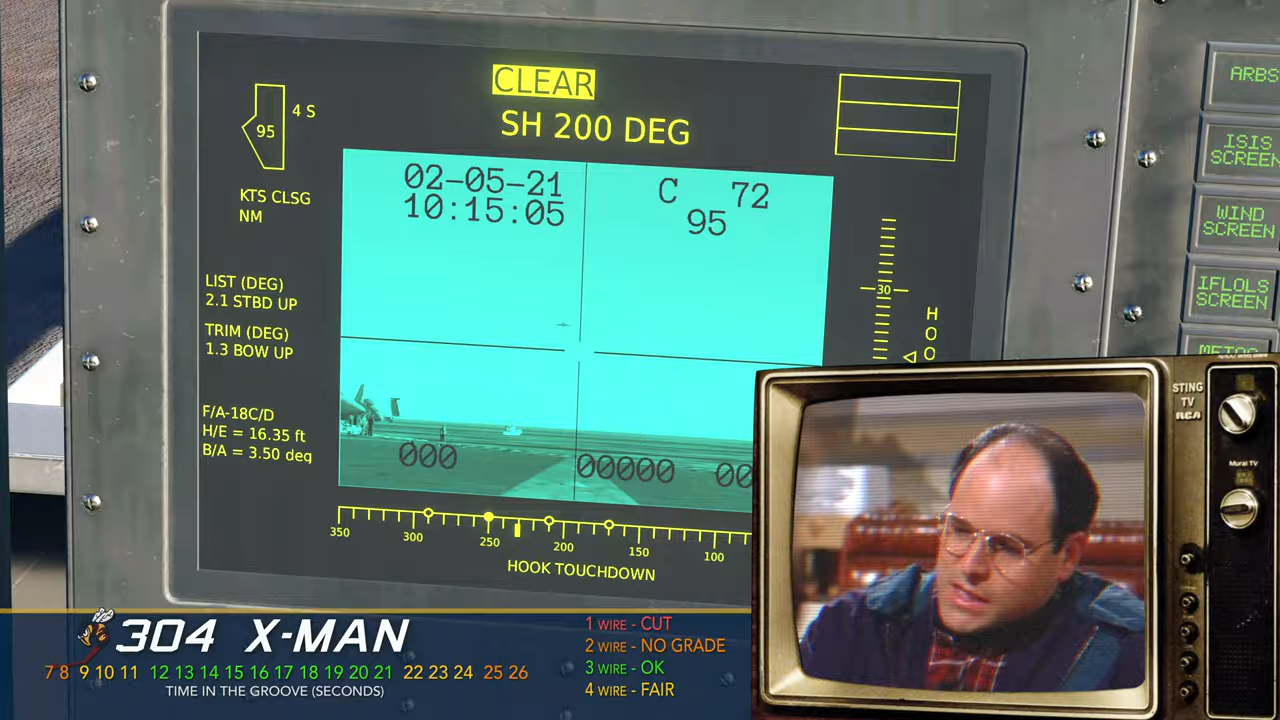 CLEAR
SH 200 DEG
95
4 S
KTS CLSG
NM
LIST (DEG)
2.1 STBD UP
TRIM (DEG)
1.3 BOW UP
F/A-18C/D
H/E = 16.35 ft
B/A = 3.50 deg
02-05-21
10:15:05
C 72
95
000
00000
00
30
H
O
O
350 300 250 200 150 100
HOOK TOUCHDOWN
ARBS
ISIS
SCREEN
WIND
SCREEN
IFLOLS
SCREEN
STING
TV
RCA
Mural TV
304 X-MAN
7 8 9 10 11 12 13 14 15 16 17 18 19 20 21 22 23 24 25 26
TIME IN THE GROOVE (SECONDS)
1 WIRE - CUT
2 WIRE - NO GRADE
3 WIRE - OK
4 WIRE - FAIR